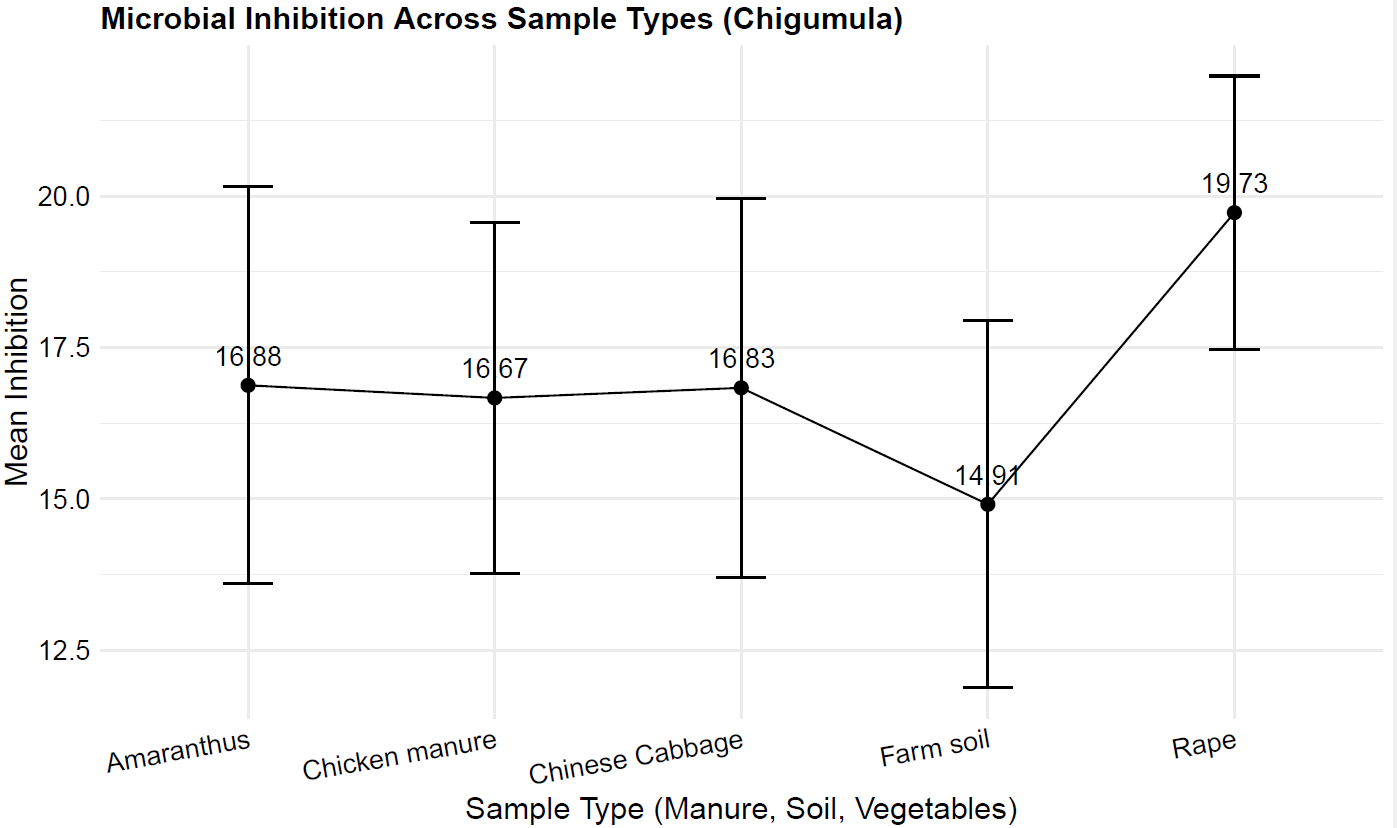 Microbial Inhibition Across Sample Types (Chigumula)
Mean Inhibition
20.0
17.5
15.0
12.5
16.88
16.67
16.83
14.91
19.73
Amaranthus
Chicken manure
Chinese Cabbage
Farm soil
Rape
Sample Type (Manure, Soil, Vegetables)